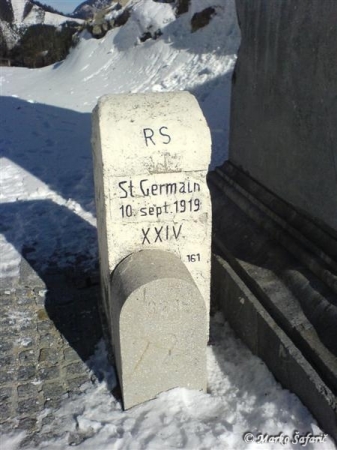 RS
St. Germain
10. sept. 1919
XXIV.
161
© Marko Šafarič